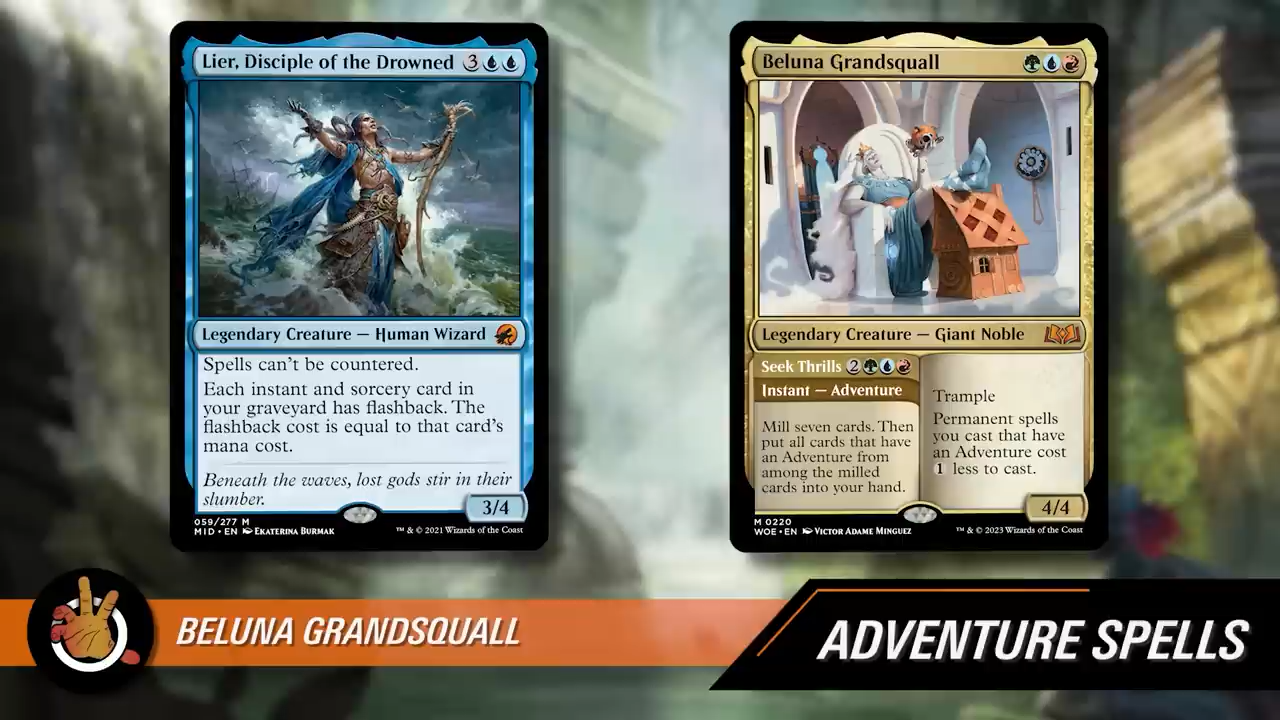 Lier, Disciple of the Drowned 3
Legendary Creature — Human Wizard
Spells can't be countered.
Each instant and sorcery card in
your graveyard has flashback. The
flashback cost is equal to that card's
mana cost.
Beneath the waves, lost gods stir in their
slumber.
3/4
059/277 M
MID • EN EKATERINA BURMAK
™ & © 2021 Wizards of the Coast
Beluna Grandsquall
Legendary Creature — Giant Noble
Seek Thrills 2
Instant — Adventure
Mill seven cards. Then
put all cards that have
an Adventure from
among the milled
cards into your hand.
Trample
Permanent spells
you cast that have
an Adventure cost
1 less to cast.
4/4
M 0220
WOE • EN VICTOR ADAME MINGUEZ
™ & © 2023 Wizards of the Coast
BELUNA GRANDSQUALL
ADVENTURE SPELLS